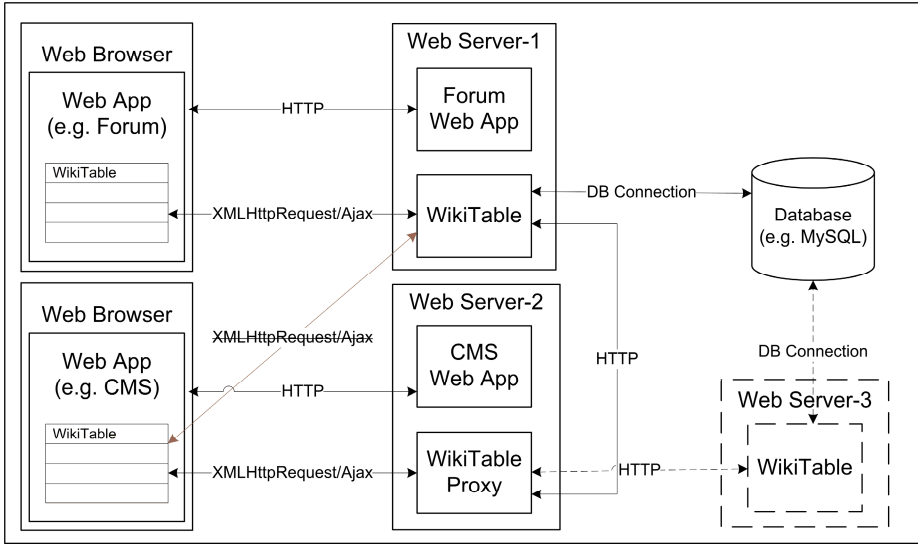 Web Browser
Web App
(e.g. Forum)
WikiTable
HTTP
XMLHttpRequest/Ajax
Web Server-1
Forum
Web App
WikiTable
DB Connection
Database
(e.g. MySQL)
Web Browser
Web App
(e.g. CMS)
WikiTable
XMLHttpRequest/Ajax
HTTP
XMLHttpRequest/Ajax
Web Server-2
CMS
Web App
WikiTable
Proxy
HTTP
HTTP
DB Connection
Web Server-3
WikiTable